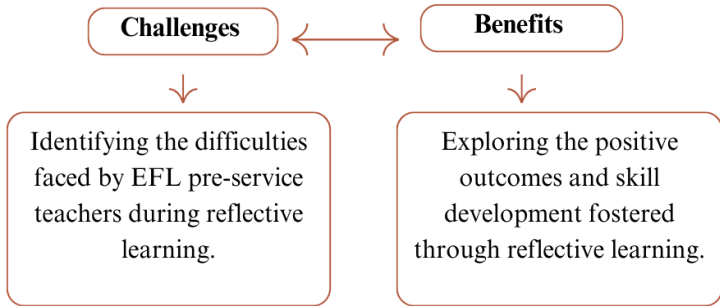 Challenges
Benefits
Identifying the difficulties
faced by EFL pre-service
teachers during reflective
learning.
Exploring the positive
outcomes and skill
development fostered
through reflective learning.